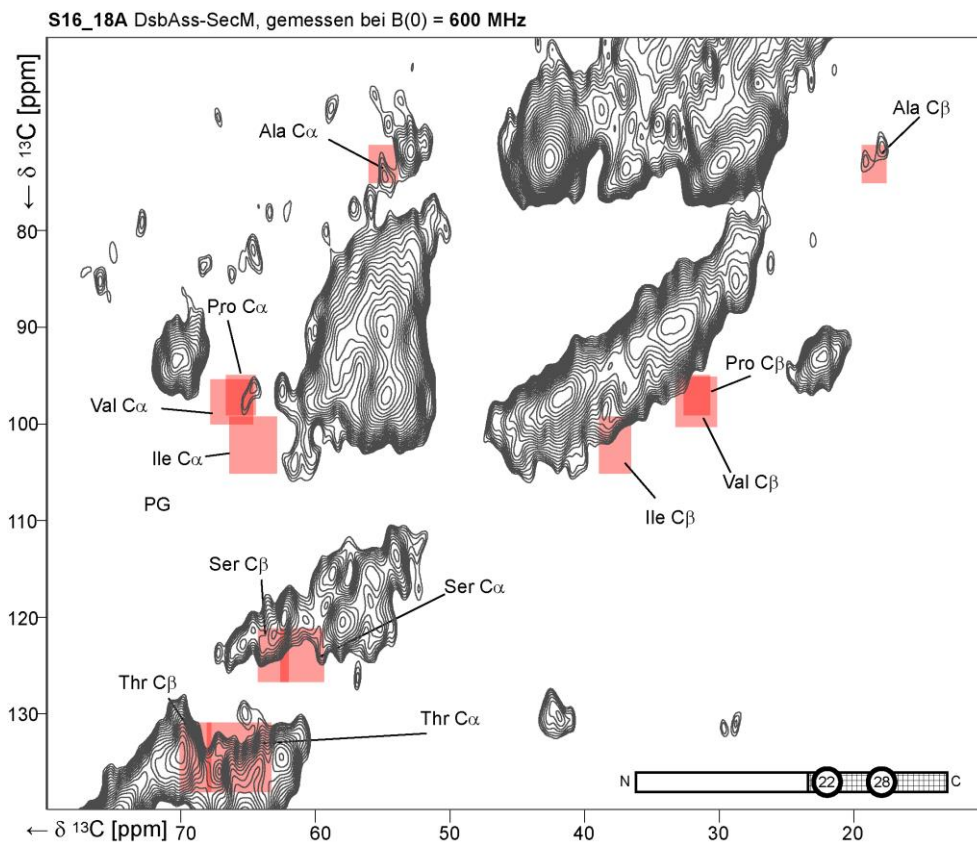 S16_18A DsbAss-SecM, gemessen bei B(0) = 600 MHz
← δ ¹³C [ppm]
Ala Cα
Ala Cβ
80
Pro Cα
90
Pro Cβ
Val Cα
100
Ile Cα
Val Cβ
Ile Cβ
PG
110
Ser Cβ
Ser Cα
120
Thr Cβ
Thr Cα
130
N 22 28 C
← δ ¹³C [ppm] 70 60 50 40 30 20